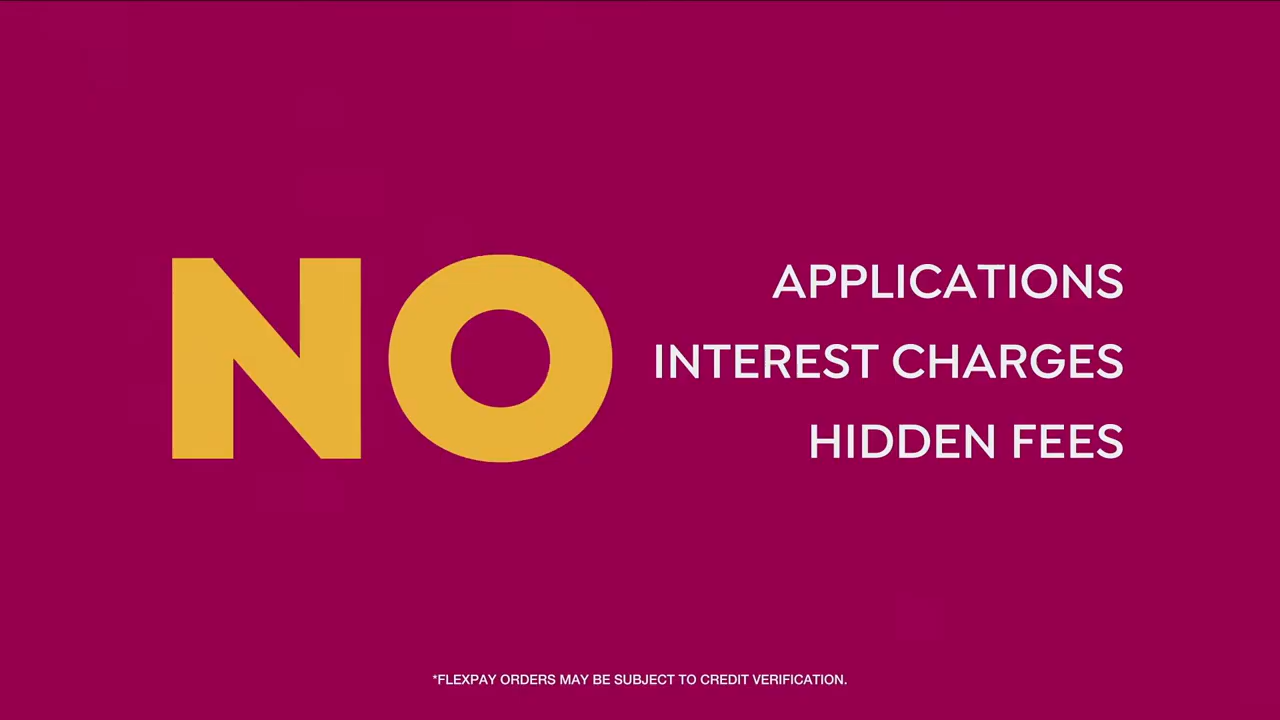 NO
APPLICATIONS
INTEREST CHARGES
HIDDEN FEES
*FLEXPAY ORDERS MAY BE SUBJECT TO CREDIT VERIFICATION.